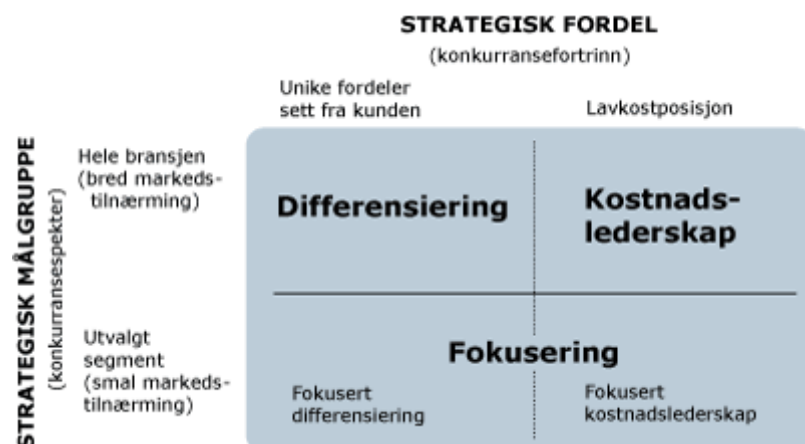 STRATEGISK FORDEL
(konkurransefortrinn)
Unike fordeler
sett fra kunden
Lavkostposisjon
STRATEGISK MÅLGRUPPE
(konkurransespekter)
Hele bransjen
(bred markeds-
tilnærming)
Differensiering
Kostnads-
lederskap
Utvalgt
segment
(smal markeds-
tilnærming)
Fokusering
Fokusert
differensiering
Fokusert
kostnadslederskap